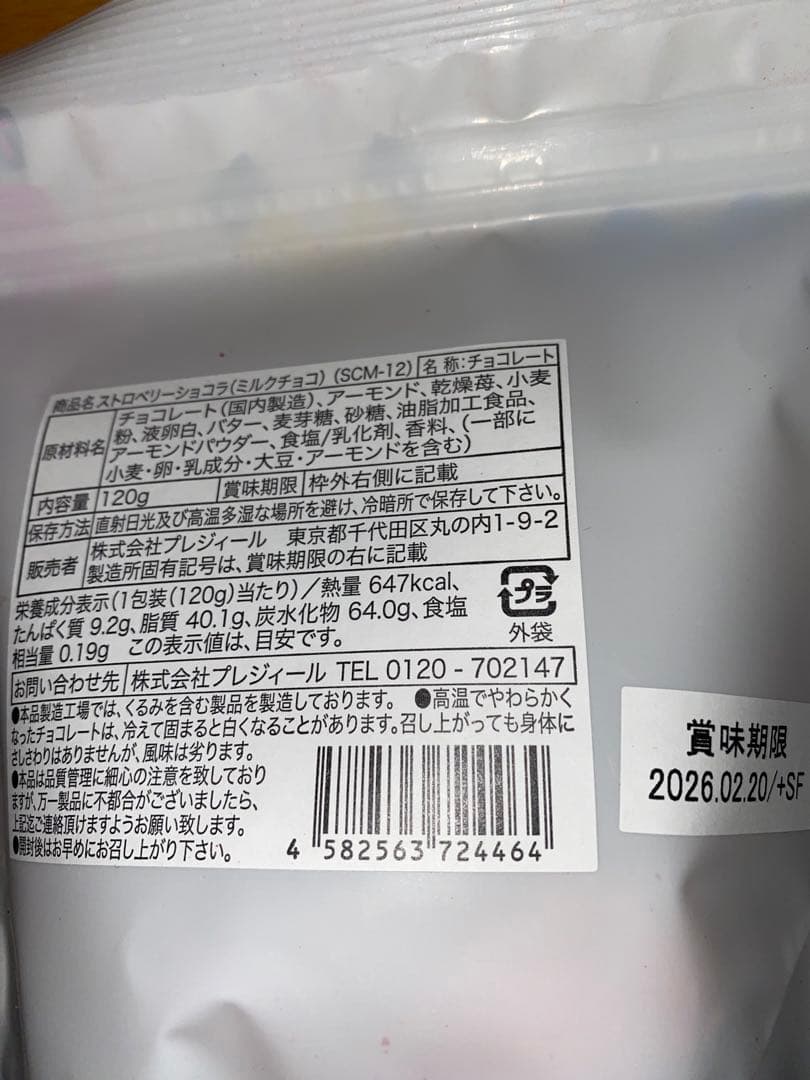 商品名 ストロベリーショコラ(ミルクチョコ) (SCM-12) 名 称:チョコレート
原材料名 チョコレート(国内製造)、アーモンド、乾燥苺、小麦
粉、液卵白、バター、麦芽糖、砂糖、油脂加工食品、
アーモンドパウダー、食塩/乳化剤、香料、(一部に
小麦・卵・乳成分・大豆・アーモンドを含む)
内容量 120g 賞味期限 枠外右側に記載
保存方法 直射日光及び高温多湿な場所を避け、冷暗所で保存して下さい。
販売者 株式会社プレジィール 東京都千代田区丸の内1-9-2
製造所固有記号は、賞味期限の右に記載
栄養成分表示(1包装(120g)当たり)/熱量 647kcal、
たんぱく質 9.2g、脂質 40.1g、炭水化物 64.0g、食塩
相当量 0.19g この表示値は、目安です。
プラ
外袋
お問い合わせ先 株式会社プレジィール TEL 0120-702147
●本品製造工場では、くるみを含む製品を製造しております。 ●高温でやわらかく
なったチョコレートは、冷えて固まると白くなることがあります。召し上がっても身体に
さしさわりはありませんが、風味は劣ります。
●本品は品質管理に細心の注意を致しており
ますが、万一製品に不都合がございましたら、
上記迄ご連絡頂けますようお願い致します。
●開封後はお早めにお召し上がり下さい。
4 582563 724464
賞味期限
2026.02.20/+SF